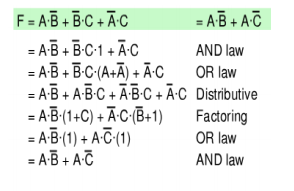 F = A·B̅ + B̅·C + A̅·C = A·B̅ + A·C̅
= A·B̅ + B̅·C·1 + A̅·C AND law
= A·B̅ + B̅·C·(A+A̅) + A̅·C OR law
= A·B̅ + A·B̅·C + A̅·B̅·C + A̅·C Distributive
= A·B̅·(1+C) + A̅·C·(B̅+1) Factoring
= A·B̅·(1) + A·C̅·(1) OR law
= A·B̅ + A·C̅ AND law